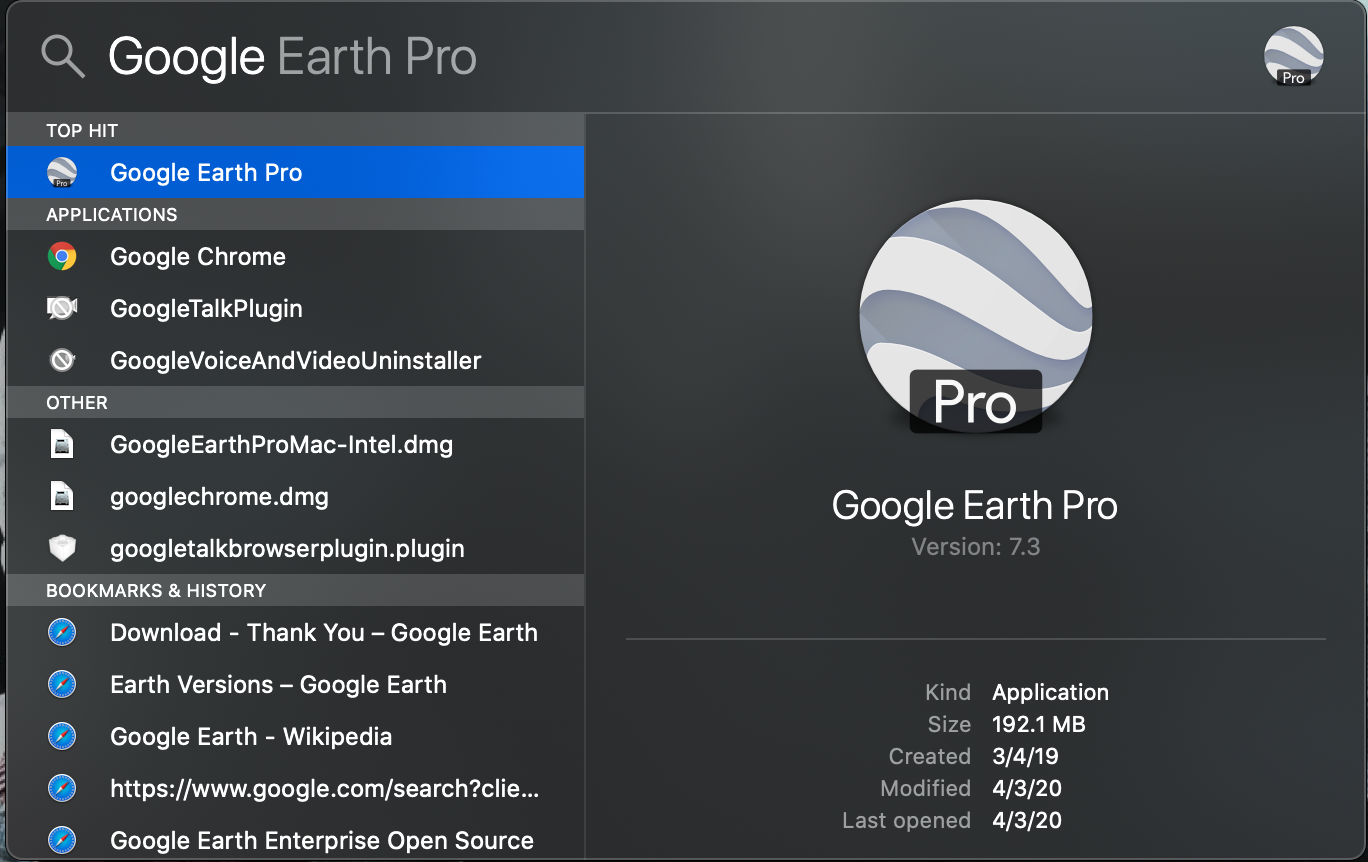 Google Earth Pro
Pro
TOP HIT
Pro
Google Earth Pro
APPLICATIONS
Google Chrome
GoogleTalkPlugin
GoogleVoiceAndVideoUninstaller
OTHER
GoogleEarthProMac-Intel.dmg
googlechrome.dmg
googletalkbrowserplugin.plugin
BOOKMARKS & HISTORY
Download - Thank You – Google Earth
Earth Versions – Google Earth
Google Earth - Wikipedia
https://www.google.com/search?clie...
Google Earth Enterprise Open Source
Pro
Google Earth Pro
Version: 7.3
Kind Application
Size 192.1 MB
Created 3/4/19
Modified 4/3/20
Last opened 4/3/20